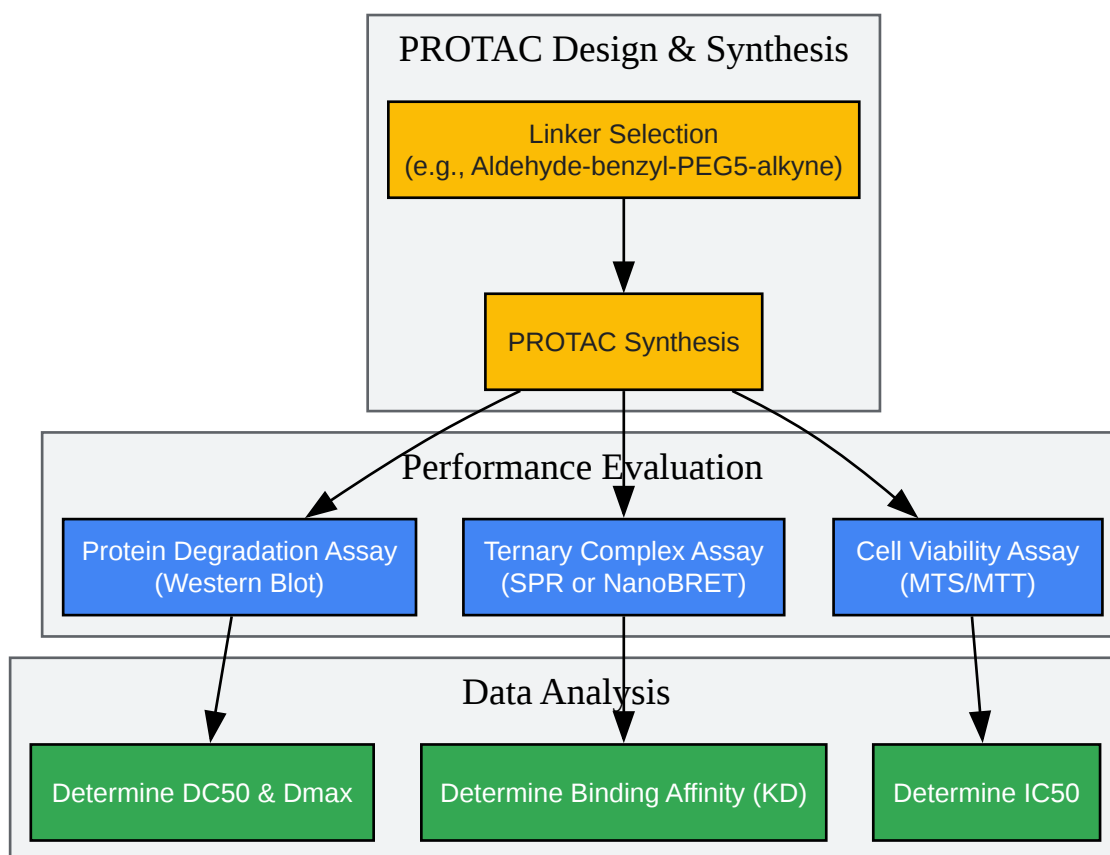 PROTAC Design & Synthesis
Linker Selection
(e.g., Aldehyde-benzyl-PEG5-alkyne)
PROTAC Synthesis
Performance Evaluation
Protein Degradation Assay
(Western Blot)
Ternary Complex Assay
(SPR or NanoBRET)
Cell Viability Assay
(MTS/MTT)
Data Analysis
Determine DC50 & Dmax
Determine Binding Affinity (KD)
Determine IC50